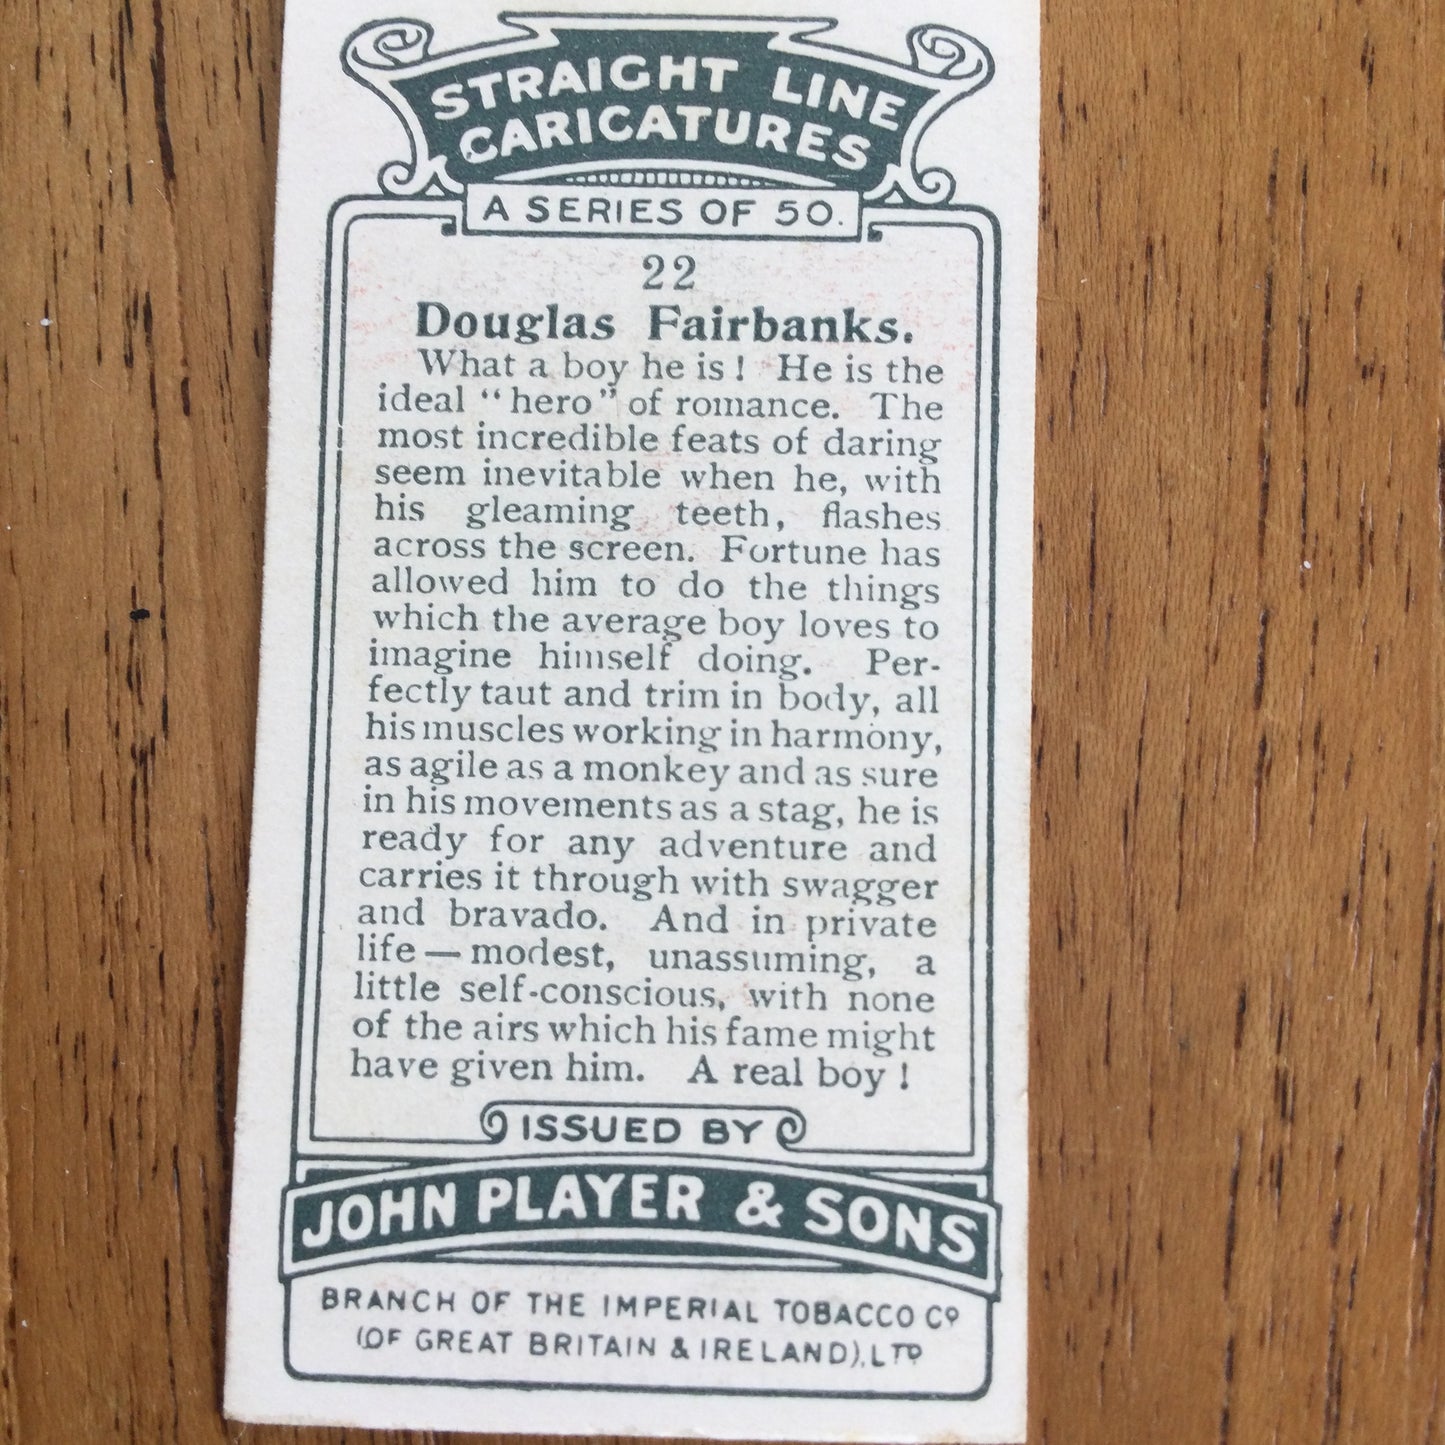 STRAIGHT LINE
CARICATURES
A SERIES OF 50.
22
Douglas Fairbanks.
What a boy he is! He is the
ideal "hero" of romance. The
most incredible feats of daring
seem inevitable when he, with
his gleaming teeth, flashes
across the screen. Fortune has
allowed him to do the things
which the average boy loves to
imagine himself doing. Per-
fectly taut and trim in body, all
his muscles working in harmony,
as agile as a monkey and as sure
in his movements as a stag, he is
ready for any adventure and
carries it through with swagger
and bravado. And in private
life — modest, unassuming, a
little self-conscious, with none
of the airs which his fame might
have given him. A real boy!
ISSUED BY
JOHN PLAYER & SONS
BRANCH OF THE IMPERIAL TOBACCO Cº
(OF GREAT BRITAIN & IRELAND), LTD